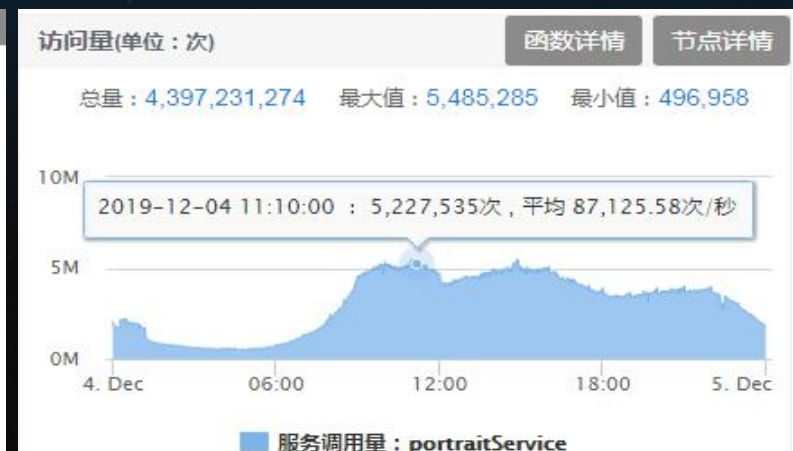 访问量(单位：次) 函数详情 节点详情
总量：4,397,231,274 最大值：5,485,285 最小值：496,958
10M
2019-12-04 11:10:00 ： 5,227,535次，平均 87,125.58次/秒
5M
0M
4. Dec 06:00 12:00 18:00 5. Dec
服务调用量：portraitService